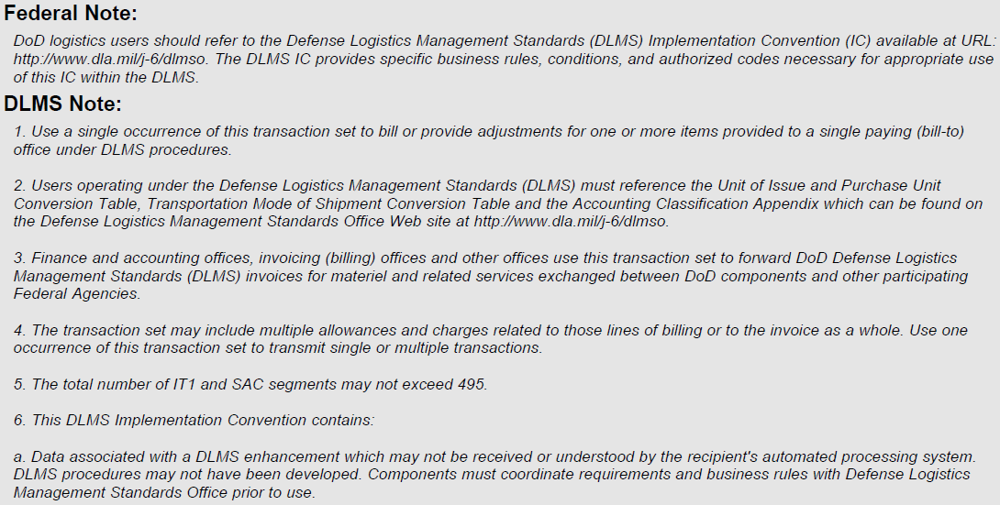 Federal Note:
DoD logistics users should refer to the Defense Logistics Management Standards (DLMS) Implementation Convention (IC) available at URL:
http://www.dla.mil/j-6/dlmso. The DLMS IC provides specific business rules, conditions, and authorized codes necessary for appropriate use
of this IC within the DLMS.
DLMS Note:
1. Use a single occurrence of this transaction set to bill or provide adjustments for one or more items provided to a single paying (bill-to)
office under DLMS procedures.
2. Users operating under the Defense Logistics Management Standards (DLMS) must reference the Unit of Issue and Purchase Unit
Conversion Table, Transportation Mode of Shipment Conversion Table and the Accounting Classification Appendix which can be found on
the Defense Logistics Management Standards Office Web site at http://www.dla.mil/j-6/dlmso.
3. Finance and accounting offices, invoicing (billing) offices and other offices use this transaction set to forward DoD Defense Logistics
Management Standards (DLMS) invoices for materiel and related services exchanged between DoD components and other participating
Federal Agencies.
4. The transaction set may include multiple allowances and charges related to those lines of billing or to the invoice as a whole. Use one
occurrence of this transaction set to transmit single or multiple transactions.
5. The total number of IT1 and SAC segments may not exceed 495.
6. This DLMS Implementation Convention contains:
a. Data associated with a DLMS enhancement which may not be received or understood by the recipient's automated processing system.
DLMS procedures may not have been developed. Components must coordinate requirements and business rules with Defense Logistics
Management Standards Office prior to use.